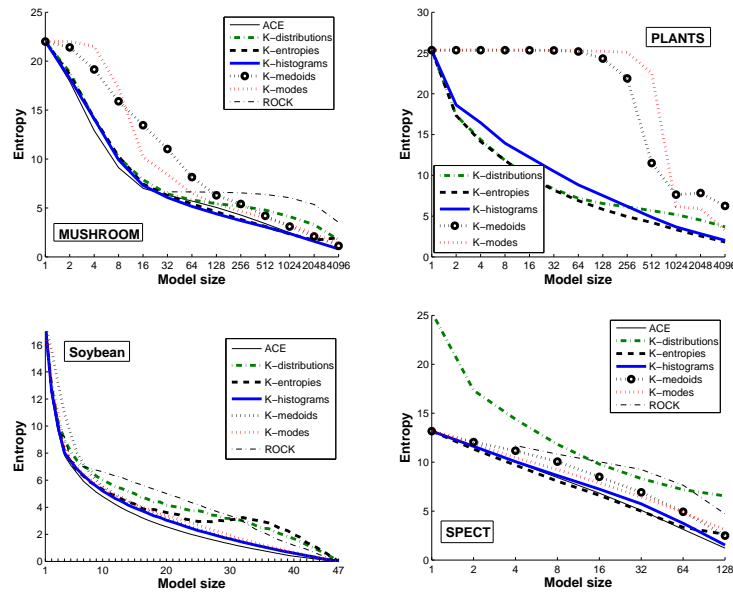 25
20
15
10
5
0
Entropy
1 2 4 8 16 32 64 128 256 512 1024 2048 4096
Model size
MUSHROOM
ACE
K−distributions
K−entropies
K−histograms
K−medoids
K−modes
ROCK
30
25
20
15
10
5
0
Entropy
1 2 4 8 16 32 64 128 256 512 1024 2048 4096
Model size
PLANTS
K−distributions
K−entropies
K−histograms
K−medoids
K−modes
16
14
12
10
8
6
4
2
0
Entropy
1 10 20 30 40 47
Model size
Soybean
ACE
K−distributions
K−entropies
K−histograms
K−medoids
K−modes
ROCK
25
20
15
10
5
0
Entropy
1 2 4 8 16 32 64 128
Model size
SPECT
ACE
K−distributions
K−entropies
K−histograms
K−medoids
K−modes
ROCK